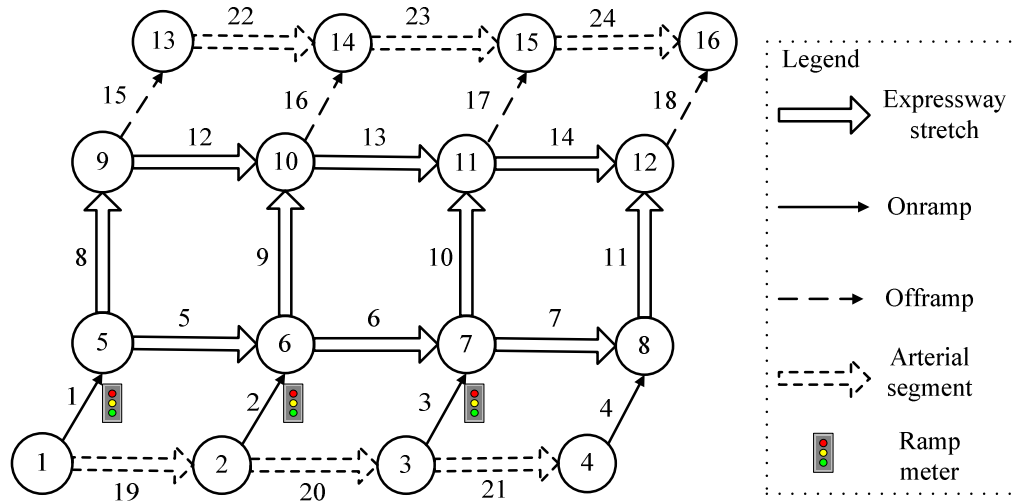 22 23 24
13 14 15 16
Legend
15 16 17 18
Expressway
stretch
12 13 14
9 10 11 12
Onramp
8 9 10 11
Offramp
5 6 7
5 6 7 8
Arterial
segment
1 2 3 4
Ramp
meter
1 2 3 4
19 20 21